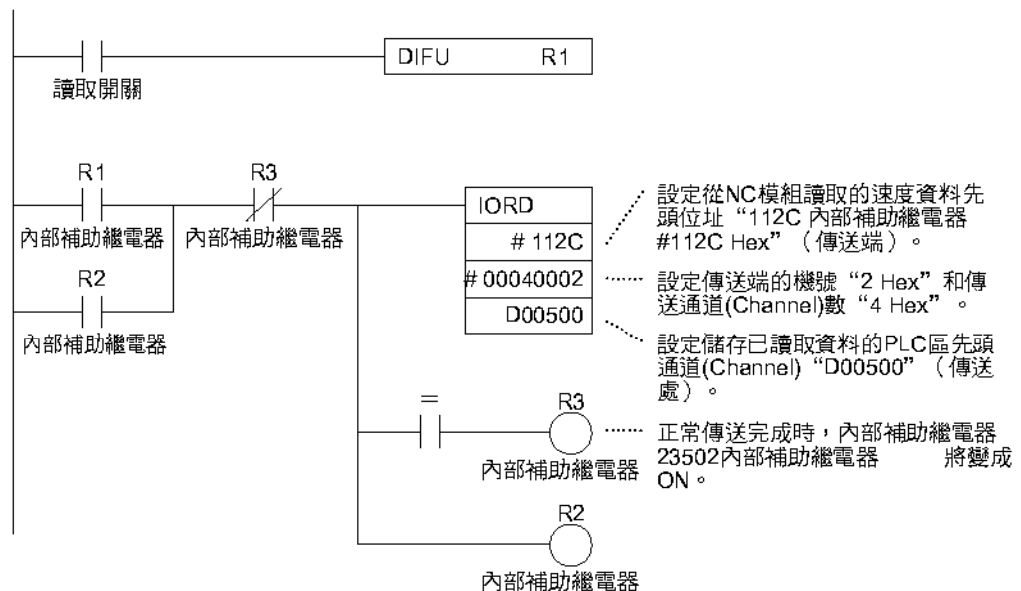 DIFU R1
讀取開關
R1 R3
內部補助繼電器 內部補助繼電器
R2
內部補助繼電器
IORD
# 112C
# 00040002
D00500
設定從NC模組讀取的速度資料先
頭位址“112C 內部補助繼電器
#112C Hex”（傳送端）。
設定傳送端的機號“2 Hex”和傳
送通道(Channel)數“4 Hex”。
設定儲存已讀取資料的PLC區先頭
通道(Channel)“D00500”（傳送
處）。
=
R3
內部補助繼電器
正常傳送完成時，內部補助繼電器
23502內部補助繼電器 將變成
ON。
R2
內部補助繼電器